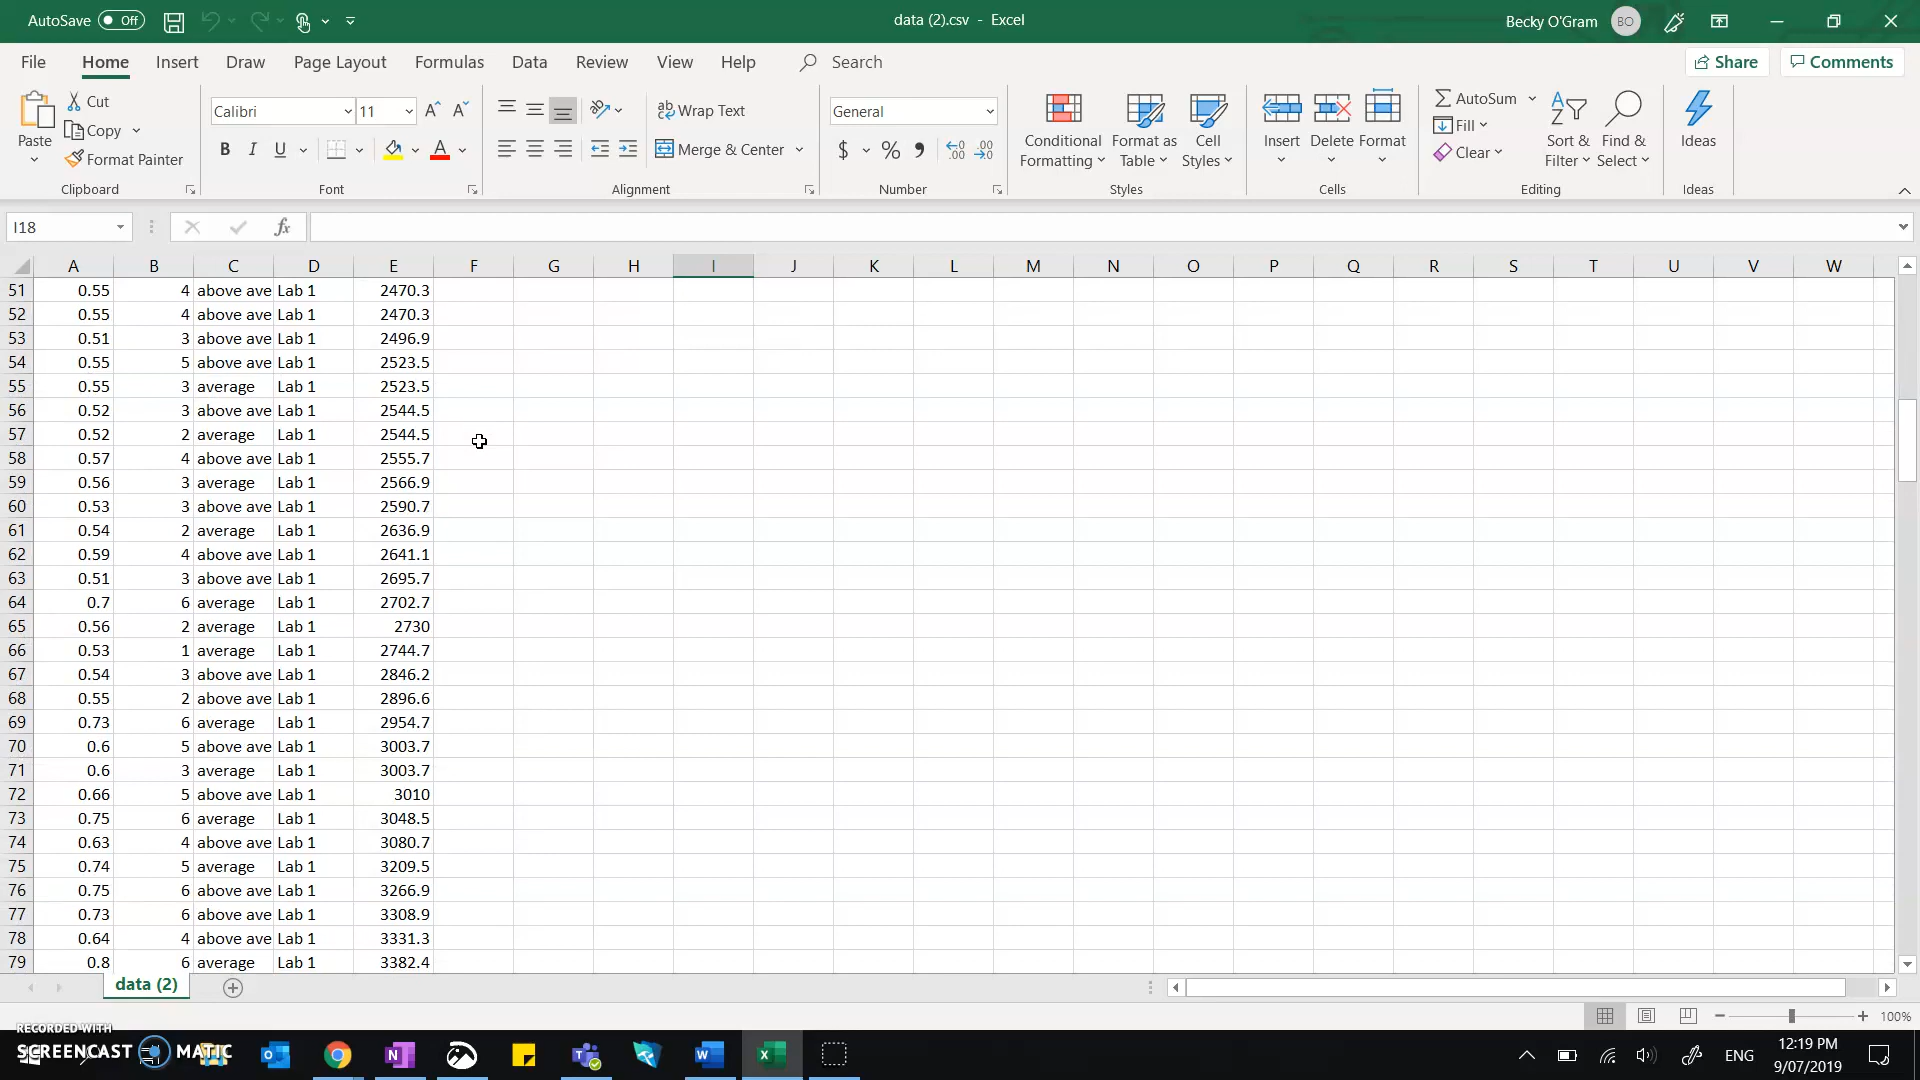 AutoSave Off
data (2).csv - Excel
Becky O'Gram BO
File Home Insert Draw Page Layout Formulas Data Review View Help Search Share Comments
Paste Cut Copy Format Painter
Calibri 11
B I U A
ab Wrap Text
Merge & Center
General
$ %
Conditional Formatting
Format as Table
Cell Styles
Insert Delete Format
AutoSum
Fill
Clear
Sort & Filter
Find & Select
Ideas
Clipboard Font Alignment Number Styles Cells Editing Ideas
I18 fx
A B C D E F G H I J K L M N O P Q R S T U V W
51 0.55 4 above ave Lab 1 2470.3
52 0.55 4 above ave Lab 1 2470.3
53 0.51 3 above ave Lab 1 2496.9
54 0.55 5 above ave Lab 1 2523.5
55 0.55 3 average Lab 1 2523.5
56 0.52 3 above ave Lab 1 2544.5
57 0.52 2 average Lab 1 2544.5
58 0.57 4 above ave Lab 1 2555.7
59 0.56 3 average Lab 1 2566.9
60 0.53 3 above ave Lab 1 2590.7
61 0.54 2 average Lab 1 2636.9
62 0.59 4 above ave Lab 1 2641.1
63 0.51 3 above ave Lab 1 2695.7
64 0.7 6 average Lab 1 2702.7
65 0.56 2 average Lab 1 2730
66 0.53 1 average Lab 1 2744.7
67 0.54 3 above ave Lab 1 2846.2
68 0.55 2 above ave Lab 1 2896.6
69 0.73 6 average Lab 1 2954.7
70 0.6 5 above ave Lab 1 3003.7
71 0.6 3 average Lab 1 3003.7
72 0.66 5 above ave Lab 1 3010
73 0.75 6 average Lab 1 3048.5
74 0.63 4 above ave Lab 1 3080.7
75 0.74 5 average Lab 1 3209.5
76 0.75 6 above ave Lab 1 3266.9
77 0.73 6 above ave Lab 1 3308.9
78 0.64 4 above ave Lab 1 3331.3
79 0.8 6 average Lab 1 3382.4
data (2)
100%
RECORDED WITH
SCREENCAST MATIC
ENG
12:19 PM
9/07/2019